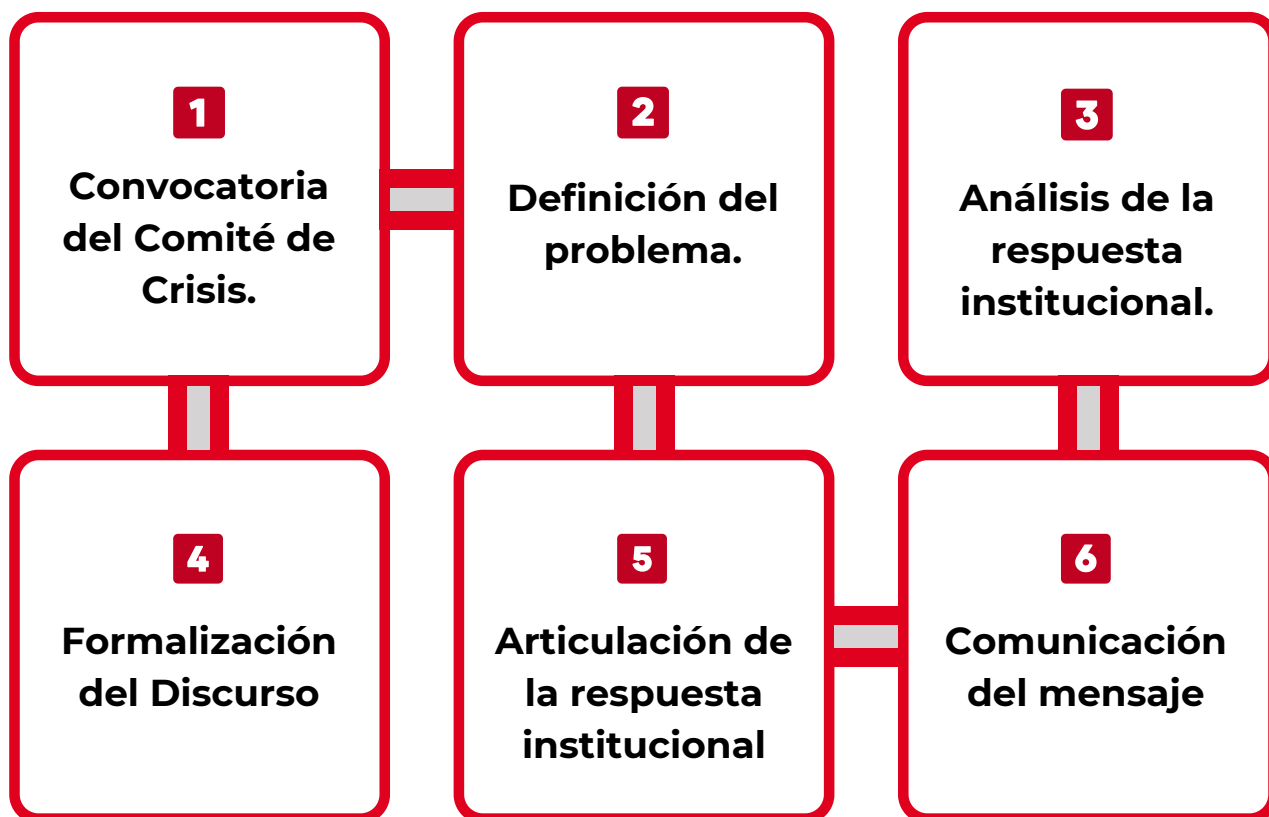 1
Convocatoria
del Comité de
Crisis.
2
Definición del
problema.
3
Análisis de la
respuesta
institucional.
4
Formalización
del Discurso
5
Articulación de
la respuesta
institucional
6
Comunicación
del mensaje